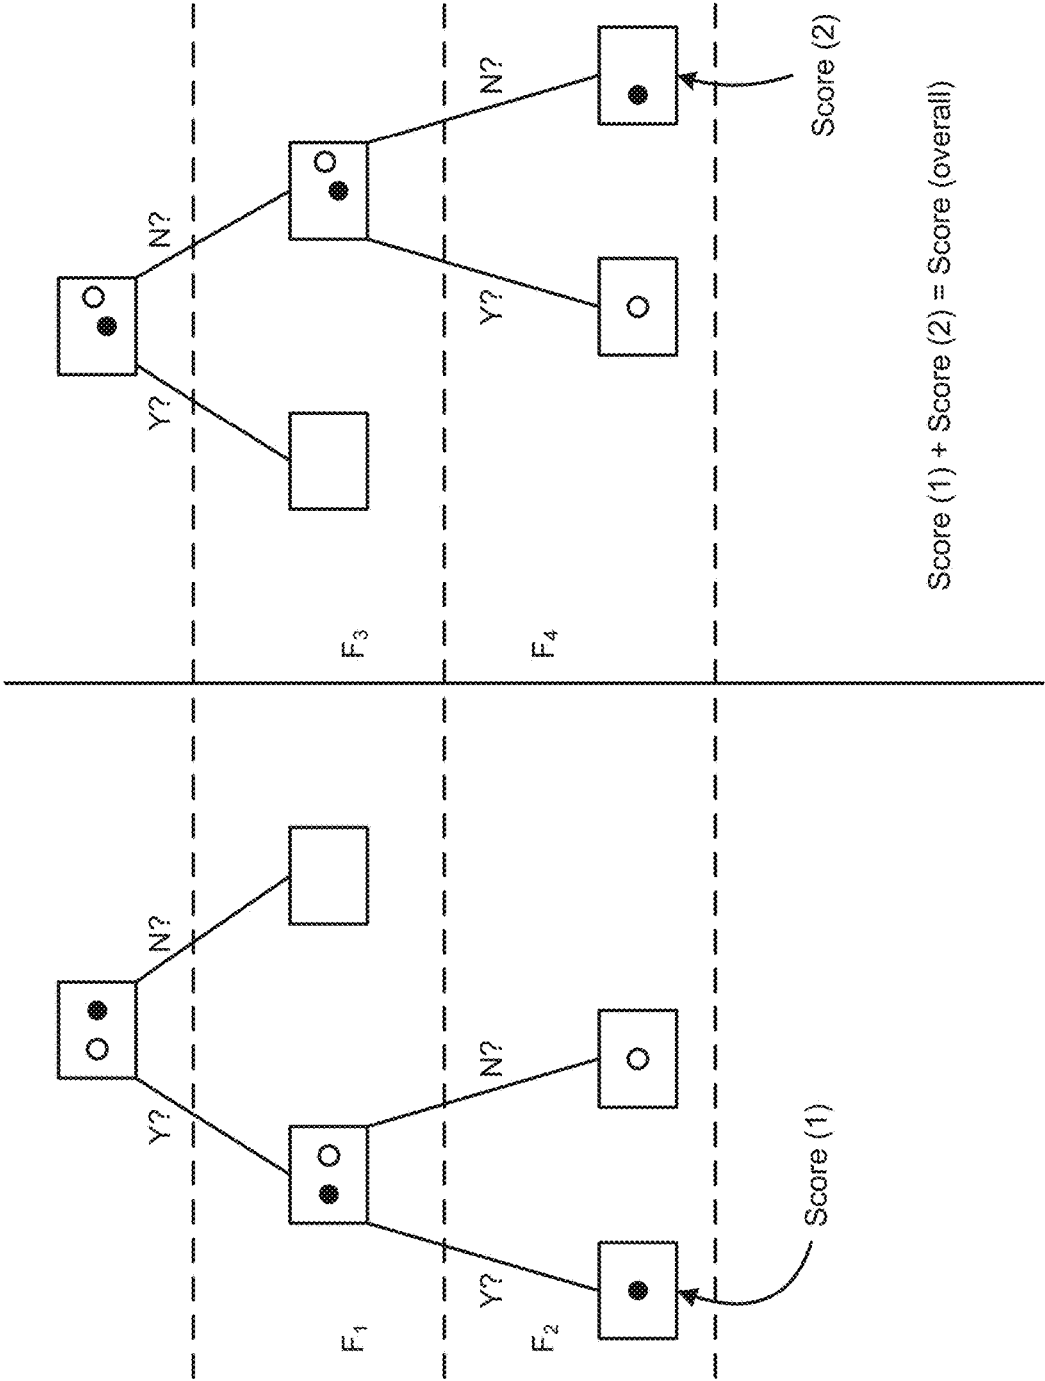 Y?
N?
F1
Y?
N?
F2
Score (1)
Y?
N?
F3
Y?
N?
F4
Score (2)
Score (1) + Score (2) = Score (overall)